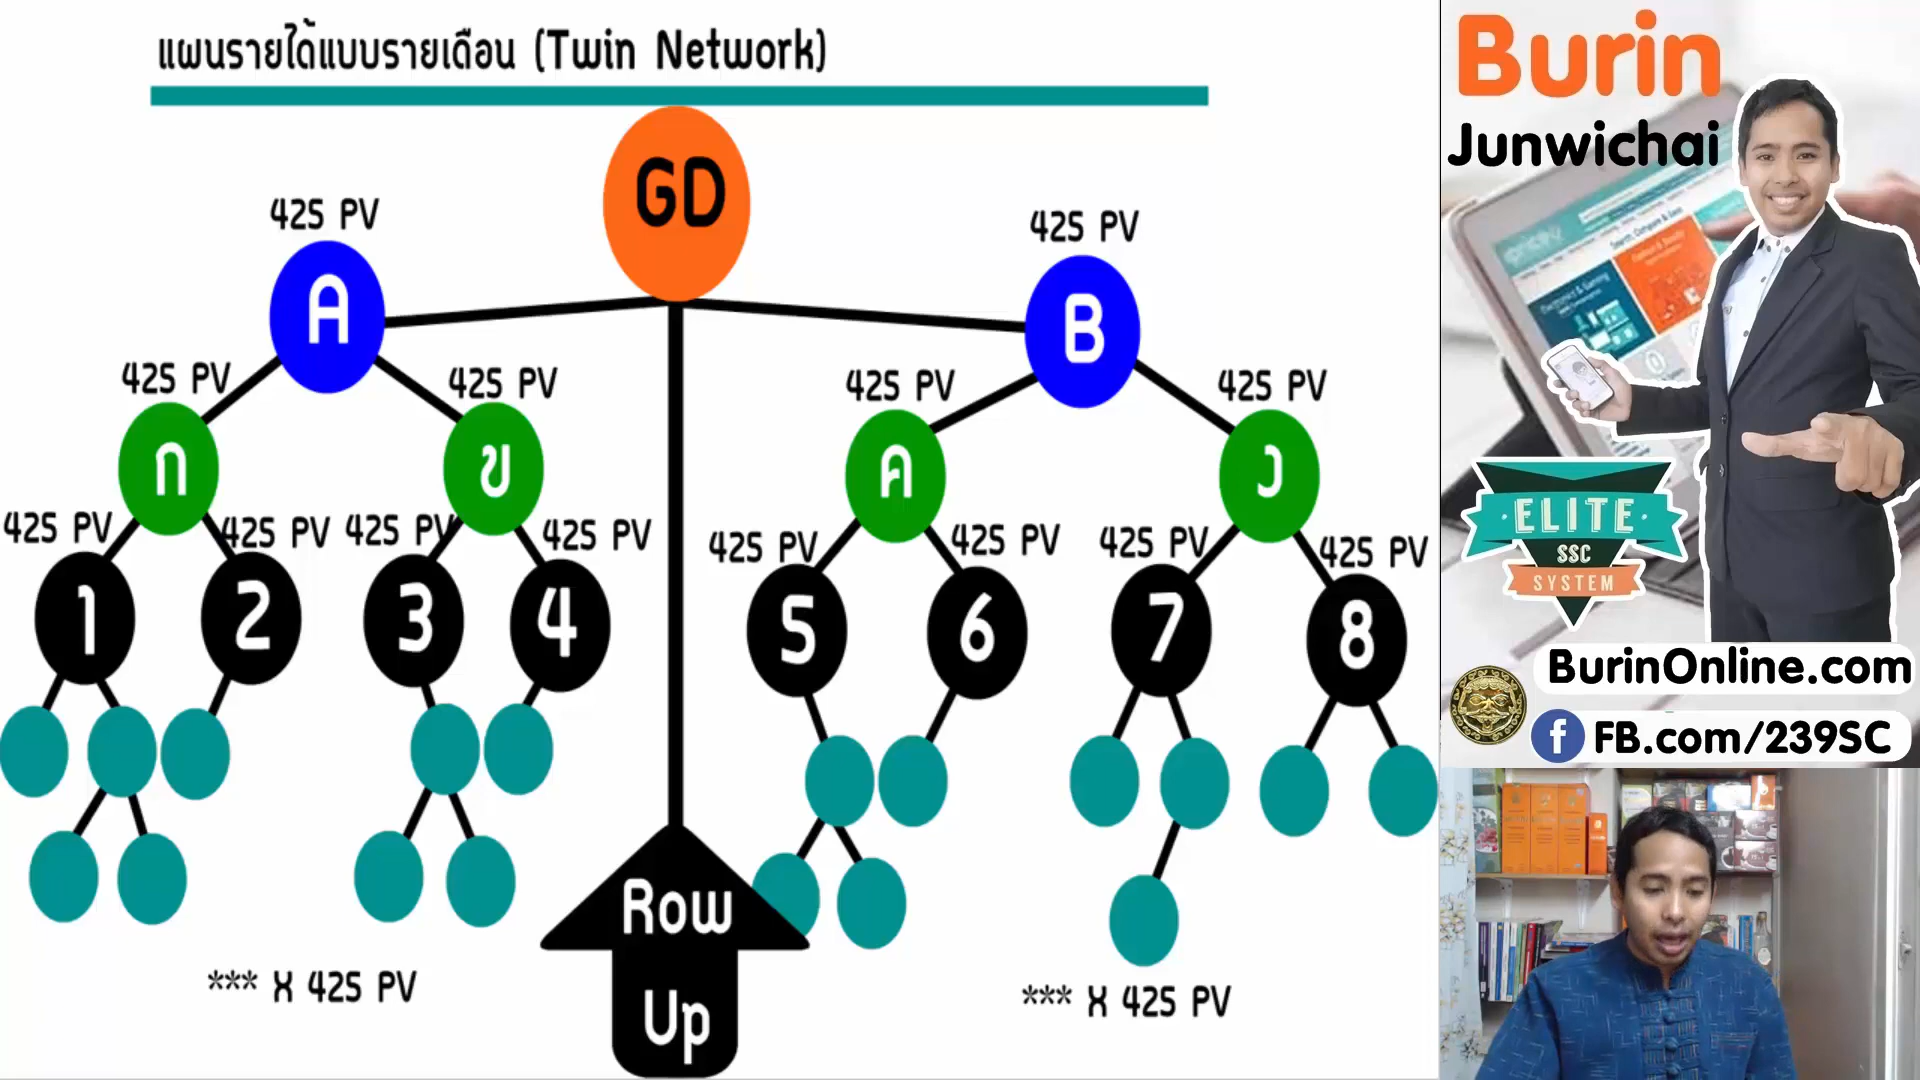 แผนรายได้แบบรายเดือน (Twin Network)
GD
425 PV
425 PV
A
B
425 PV
425 PV
425 PV
425 PV
ก
ข
ค
ง
425 PV
425 PV
425 PV
425 PV
425 PV
425 PV
425 PV
425 PV
1
2
3
4
5
6
7
8
Row
Up
*** X 425 PV
*** X 425 PV
Burin
Junwichai
ELITE
SSC
SYSTEM
BurinOnline.com
f FB.com/239SC